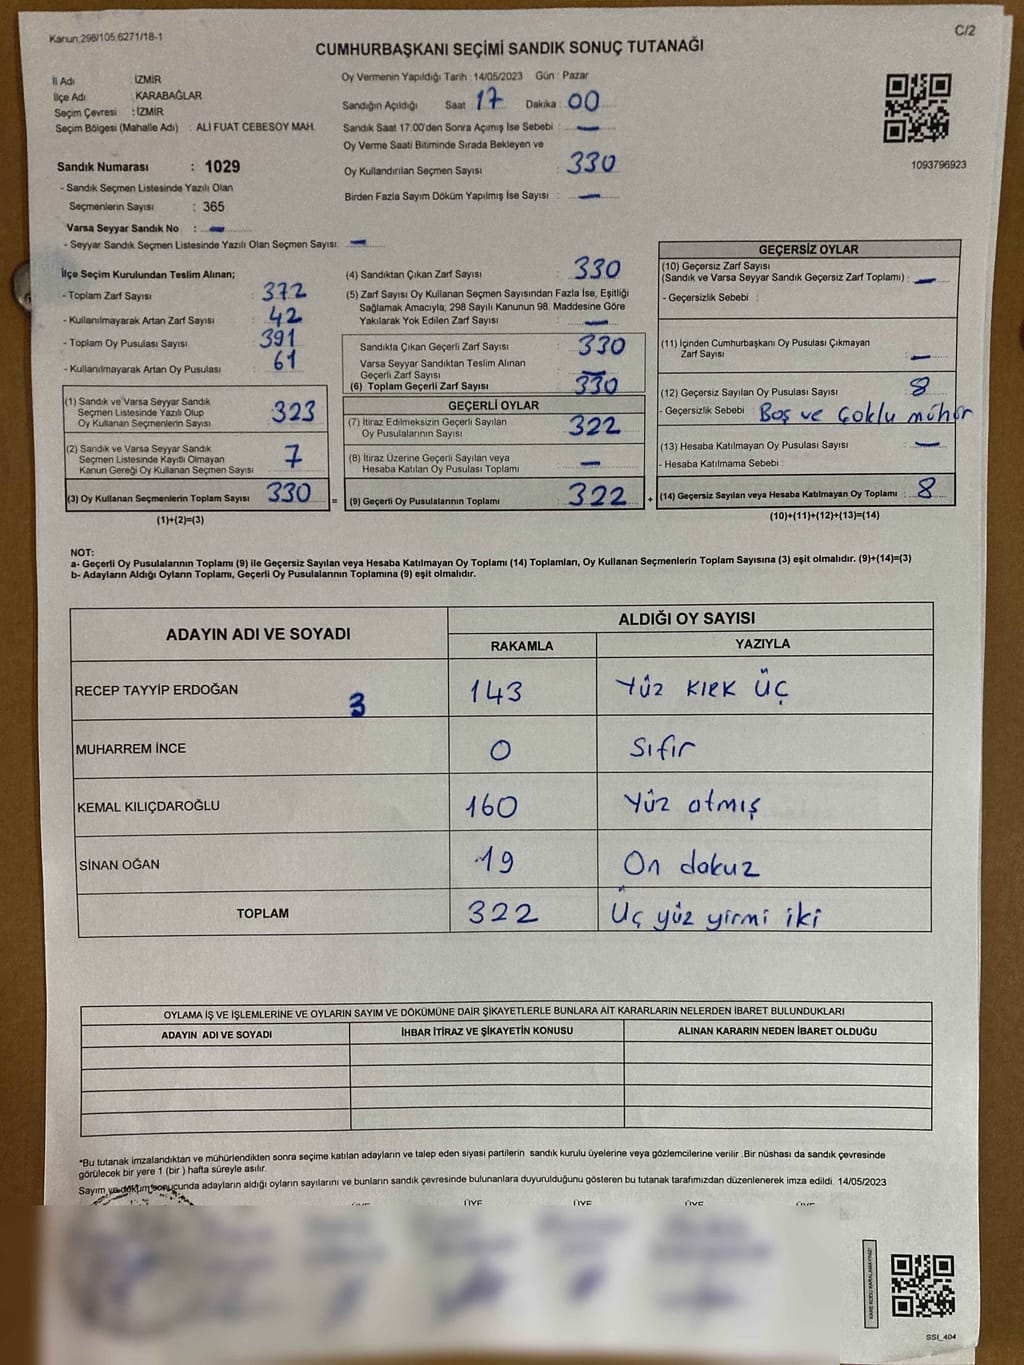 Kanun:298/105.6271/18-1
C/2
CUMHURBAŞKANI SEÇİMİ SANDIK SONUÇ TUTANAĞI
İl Adı : İZMİR
İlçe Adı : KARABAĞLAR
Seçim Çevresi : İZMİR
Seçim Bölgesi (Mahalle Adı) : ALİ FUAT CEBESOY MAH.
Sandık Numarası : 1029
- Sandık Seçmen Listesinde Yazılı Olan
Seçmenlerin Sayısı : 365
Varsa Seyyar Sandık No : —
- Seyyar Sandık Seçmen Listesinde Yazılı Olan Seçmen Sayısı: —
Oy Vermenin Yapıldığı Tarih : 14/05/2023 Gün : Pazar
Sandığın Açıldığı Saat 17 Dakika 00
Sandık Saat 17:00'den Sonra Açımış İse Sebebi : —
Oy Verme Saati Bitiminde Sırada Bekleyen ve
Oy Kullandırılan Seçmen Sayısı : 330
Birden Fazla Sayım Döküm Yapılmış İse Sayısı : —
1093796923
İlçe Seçim Kurulundan Teslim Alınan;
- Toplam Zarf Sayısı : 372
- Kullanılmayarak Artan Zarf Sayısı : 42
- Toplam Oy Pusulası Sayısı : 391
- Kullanılmayarak Artan Oy Pusulası : 61
(1) Sandık ve Varsa Seyyar Sandık
Seçmen Listesinde Yazılı Olup
Oy Kullanan Seçmenlerin Sayısı : 323
(2) Sandık ve Varsa Seyyar Sandık
Seçmen Listesinde Kayıtlı Olmayan
Kanun Gereği Oy Kullanan Seçmen Sayısı : 7
(3) Oy Kullanan Seçmenlerin Toplam Sayısı : 330
(1)+(2)=(3)
(4) Sandıktan Çıkan Zarf Sayısı : 330
(5) Zarf Sayısı Oy Kullanan Seçmen Sayısından Fazla İse, Eşitliği
Sağlamak Amacıyla; 298 Sayılı Kanunun 98. Maddesine Göre
Yakılarak Yok Edilen Zarf Sayısı : —
Sandıkta Çıkan Geçerli Zarf Sayısı : 330
Varsa Seyyar Sandıktan Teslim Alınan
Geçerli Zarf Sayısı : —
(6) Toplam Geçerli Zarf Sayısı : 330
GEÇERLİ OYLAR
(7) İtiraz Edilmeksizin Geçerli Sayılan
Oy Pusulalarının Sayısı : 322
(8) İtiraz Üzerine Geçerli Sayılan veya
Hesaba Katılan Oy Pusulası Toplamı : —
= (9) Geçerli Oy Pusulalarının Toplamı : 322 +
GEÇERSİZ OYLAR
(10) Geçersiz Zarf Sayısı
(Sandık ve Varsa Seyyar Sandık Geçersiz Zarf Toplamı) : —
- Geçersizlik Sebebi :
(11) İçinden Cumhurbaşkanı Oy Pusulası Çıkmayan
Zarf Sayısı : —
(12) Geçersiz Sayılan Oy Pusulası Sayısı : 8
- Geçersizlik Sebebi : Boş ve çoklu mühür
(13) Hesaba Katılmayan Oy Pusulası Sayısı : —
- Hesaba Katılmama Sebebi :
(14) Geçersiz Sayılan veya Hesaba Katılmayan Oy Toplamı : 8
(10)+(11)+(12)+(13)=(14)
NOT:
a- Geçerli Oy Pusulalarının Toplamı (9) ile Geçersiz Sayılan veya Hesaba Katılmayan Oy Toplamı (14) Toplamları, Oy Kullanan Seçmenlerin Toplam Sayısına (3) eşit olmalıdır. (9)+(14)=(3)
b- Adayların Aldığı Oyların Toplamı, Geçerli Oy Pusulalarının Toplamına (9) eşit olmalıdır.
ADAYIN ADI VE SOYADI
ALDIĞI OY SAYISI
RAKAMLA YAZIYLA
RECEP TAYYİP ERDOĞAN 3 143 Yüz KIRK ÜÇ
MUHARREM İNCE 0 Sıfır
KEMAL KILIÇDAROĞLU 160 Yüz atmış
SİNAN OĞAN 19 On dokuz
TOPLAM 322 Üç yüz yirmi iki
OYLAMA İŞ VE İŞLEMLERİNE VE OYLARIN SAYIM VE DÖKÜMÜNE DAİR ŞİKAYETLERLE BUNLARA AİT KARARLARIN NELERDEN İBARET BULUNDUKLARI
ADAYIN ADI VE SOYADI İHBAR İTİRAZ VE ŞİKAYETİN KONUSU ALINAN KARARIN NEDEN İBARET OLDUĞU
*Bu tutanak imzalandıktan ve mühürlendikten sonra seçime katılan adayların ve talep eden siyasi partilerin sandık kurulu üyelerine veya gözlemcilerine verilir .Bir nüshası da sandık çevresinde
görülecek bir yere 1 (bir ) hafta süreyle asılır.
Sayım ve döküm sonucunda adayların aldığı oyların sayılarını ve bunların sandık çevresinde bulunanlara duyurulduğunu gösteren bu tutanak tarafımızdan düzenlenerek imza edildi. 14/05/2023
ÜYE ÜYE ÜYE ÜYE ÜYE
KARE KODU KARALAMAYINIZ!
SSI_404